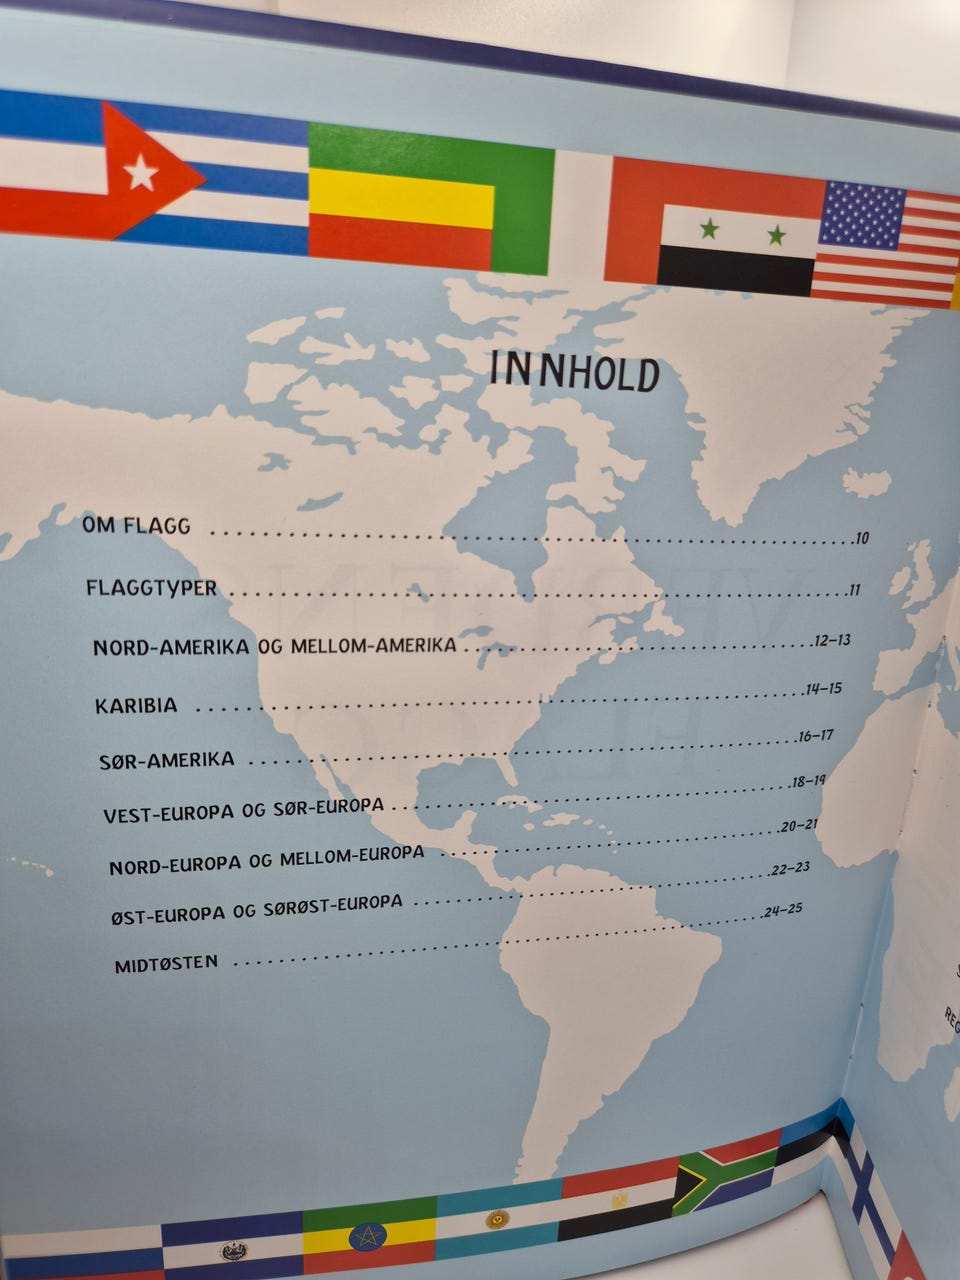 INNHOLD
OM FLAGG ..........10
FLAGGTYPER ..........11
NORD-AMERIKA OG MELLOM-AMERIKA ..........12–13
KARIBIA ..........14–15
SØR-AMERIKA ..........16–17
VEST-EUROPA OG SØR-EUROPA ..........18–19
NORD-EUROPA OG MELLOM-EUROPA ..........20–21
ØST-EUROPA OG SØRØST-EUROPA ..........22–23
MIDTØSTEN ..........24–25